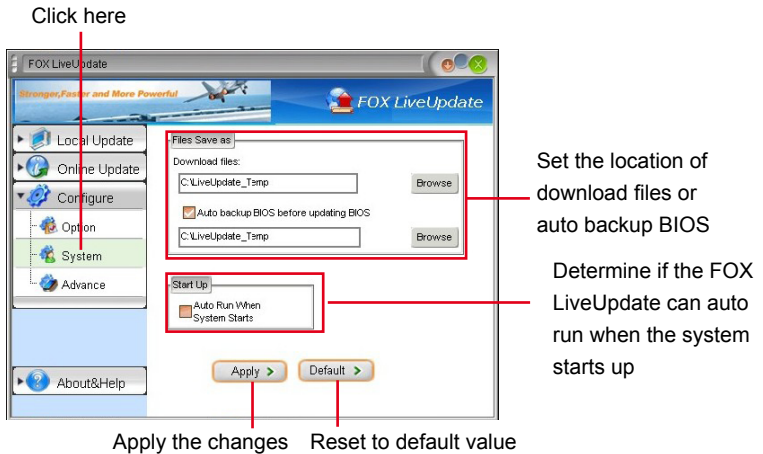 Click here
FOX LiveUpdate
Stronger,Faster and More Powerful
FOX LiveUpdate
Local Update
Online Update
Configure
Option
System
Advance
About&Help
Files Save as
Download files:
C:\LiveUpdate_Temp
Browse
Auto backup BIOS before updating BIOS
C:\LiveUpdate_Temp
Browse
Start Up
Auto Run When
System Starts
Apply >
Default >
Set the location of
download files or
auto backup BIOS
Determine if the FOX
LiveUpdate can auto
run when the system
starts up
Apply the changes
Reset to default value